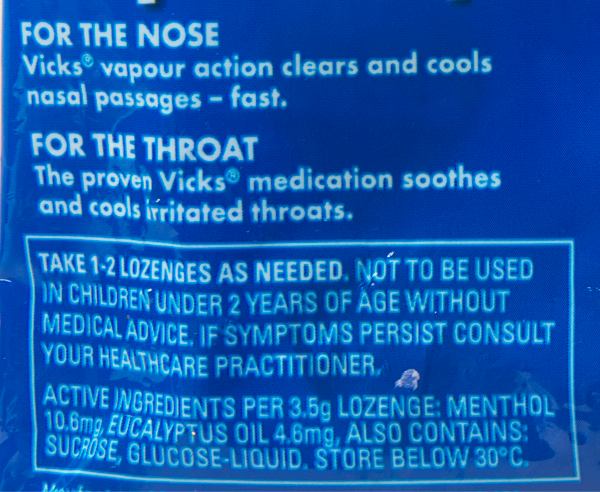 FOR THE NOSE
Vicks® vapour action clears and cools
nasal passages – fast.
FOR THE THROAT
The proven Vicks® medication soothes
and cools irritated throats.
TAKE 1-2 LOZENGES AS NEEDED. NOT TO BE USED
IN CHILDREN UNDER 2 YEARS OF AGE WITHOUT
MEDICAL ADVICE. IF SYMPTOMS PERSIST CONSULT
YOUR HEALTHCARE PRACTITIONER.
ACTIVE INGREDIENTS PER 3.5g LOZENGE: MENTHOL
10.6mg, EUCALYPTUS OIL 4.6mg, ALSO CONTAINS:
SUCROSE, GLUCOSE-LIQUID. STORE BELOW 30°C.